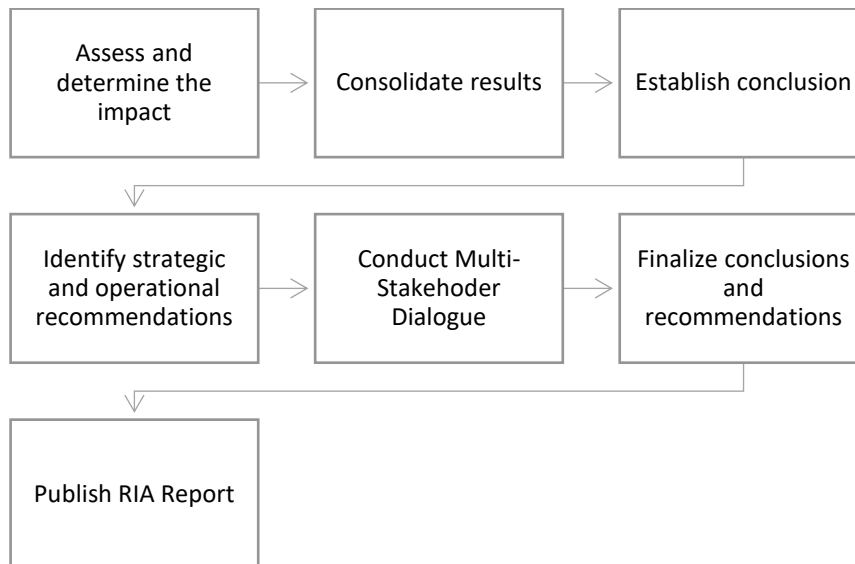 Assess and
determine the
impact
Consolidate results
Establish conclusion
Identify strategic
and operational
recommendations
Conduct Multi-
Stakehoder
Dialogue
Finalize conclusions
and
recommendations
Publish RIA Report